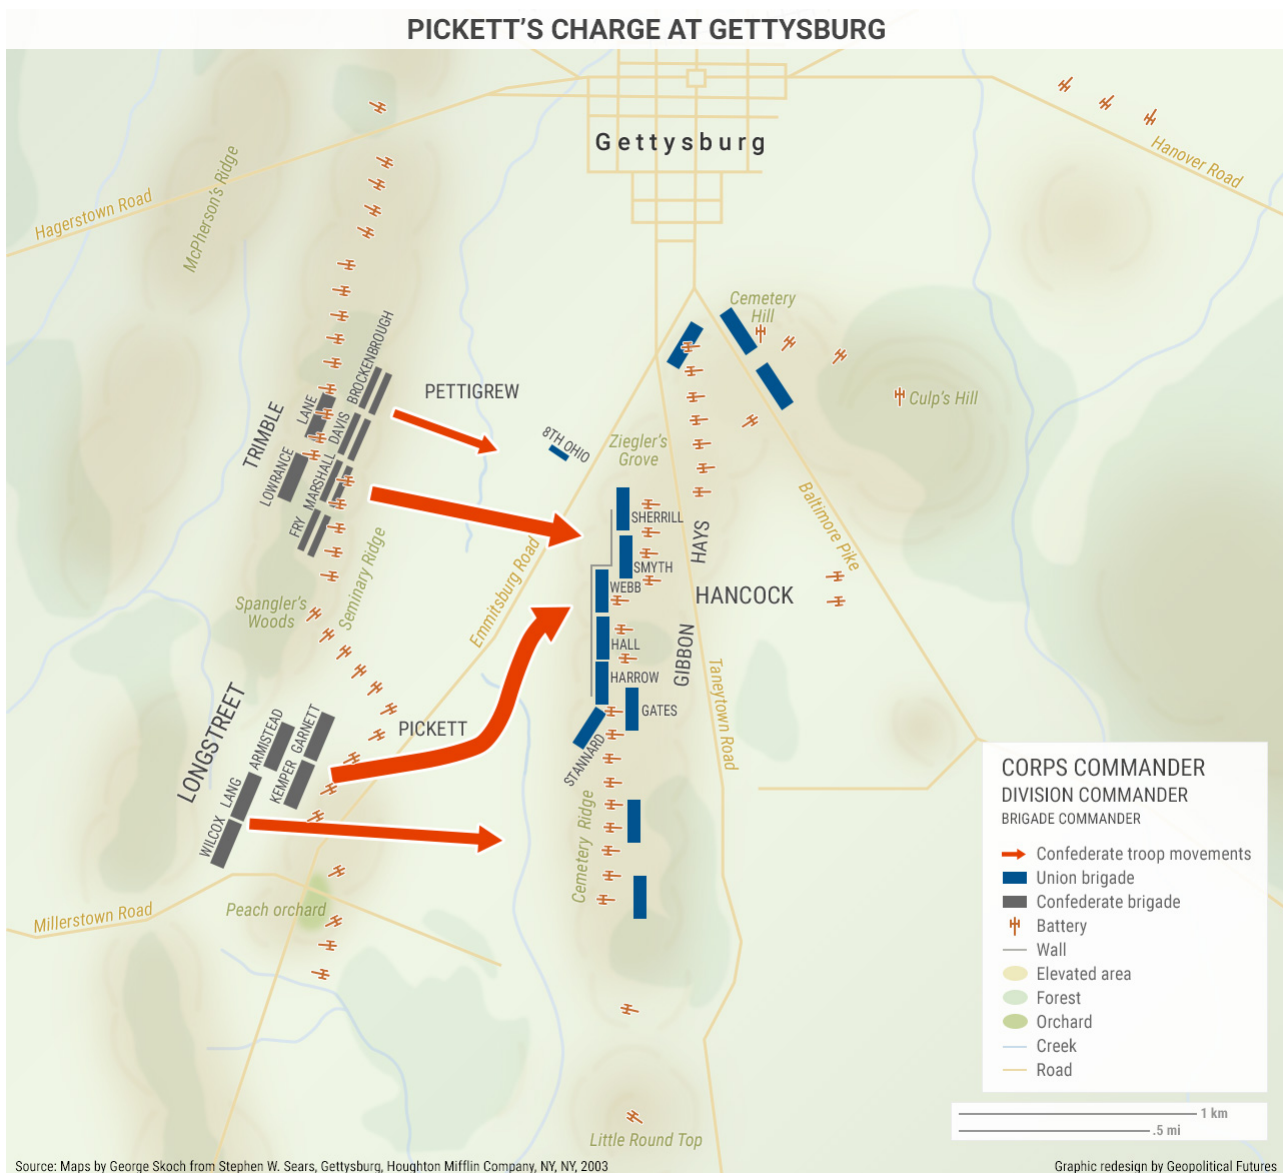 PICKETT’S CHARGE AT GETTYSBURG
Gettysburg
Hanover Road
Hagerstown Road
McPherson's Ridge
Cemetery
Hill
Culp's Hill
BROCKENBROUGH
PETTIGREW
LANE
DAVIS
TRIMBLE
LOWRANCE
MARSHALL
FRY
8TH OHIO
Ziegler's
Grove
Baltimore Pike
SHERRILL
HAYS
SMYTH
WEBB
HANCOCK
Seminary Ridge
Emmitsburg Road
Spangler's
Woods
HALL
GIBBON
HARROW
GATES
Taneytown Road
STANNARD
LONGSTREET
PICKETT
ARMISTEAD
GARNETT
KEMPER
LANG
WILCOX
Cemetery Ridge
Millerstown Road
Peach orchard
Little Round Top
CORPS COMMANDER
DIVISION COMMANDER
BRIGADE COMMANDER
Confederate troop movements
Union brigade
Confederate brigade
Battery
Wall
Elevated area
Forest
Orchard
Creek
Road
1 km
.5 mi
Source: Maps by George Skoch from Stephen W. Sears, Gettysburg, Houghton Mifflin Company, NY, NY, 2003
Graphic redesign by Geopolitical Futures